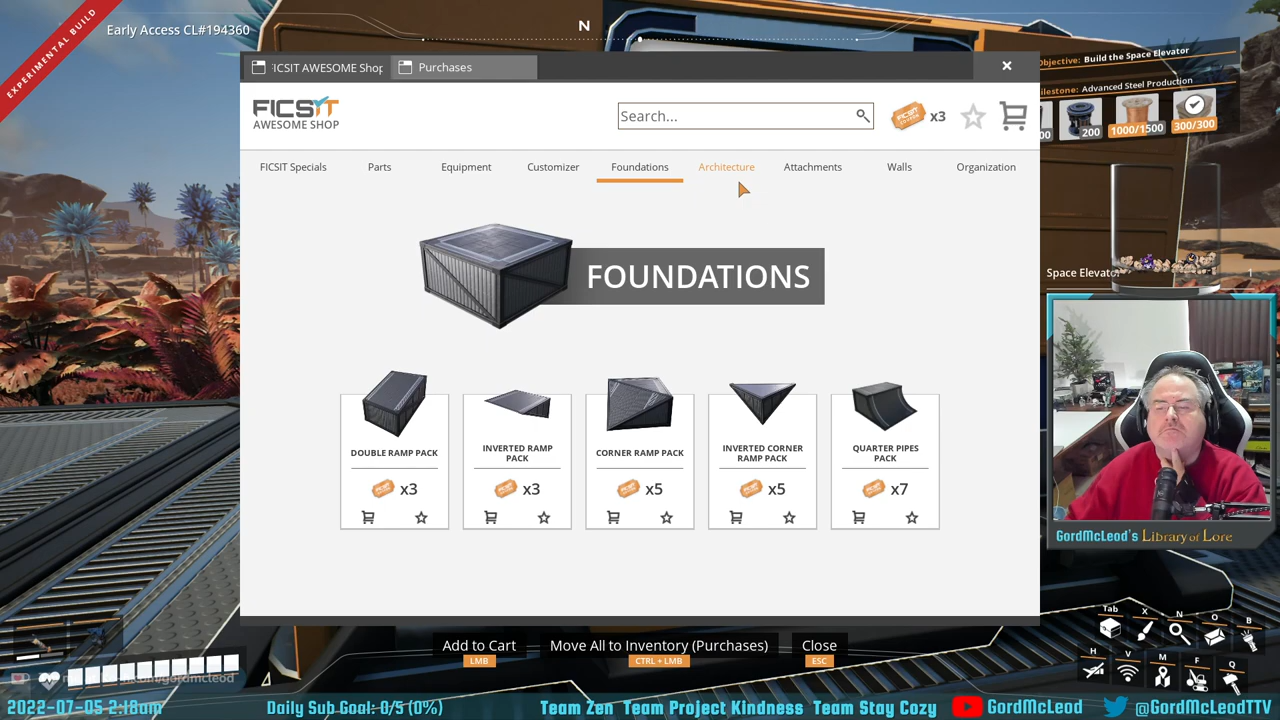 EXPERIMENTAL BUILD
Early Access CL#194360
N
FICSIT AWESOME Shop
Purchases
FICSIT
AWESOME SHOP
Search...
x3
FICSIT Specials
Parts
Equipment
Customizer
Foundations
Architecture
Attachments
Walls
Organization
FOUNDATIONS
DOUBLE RAMP PACK
x3
INVERTED RAMP
PACK
x3
CORNER RAMP PACK
x5
INVERTED CORNER
RAMP PACK
x5
QUARTER PIPES
PACK
x7
Add to Cart
LMB
Move All to Inventory (Purchases)
CTRL + LMB
Close
ESC
Objective: Build the Space Elevator
Milestone: Advanced Steel Production
200
1000/1500
300/300
Space Elevato
1
GordMcLeod's Library of Lore
Tab
X
N
O
B
H
V
M
F
Q
2022-07-05 2:18am
Daily Sub Goal: 0/5 (0%)
Team Zen Team Project Kindness Team Stay Cozy
GordMcLeod
@GordMcLeodTTV